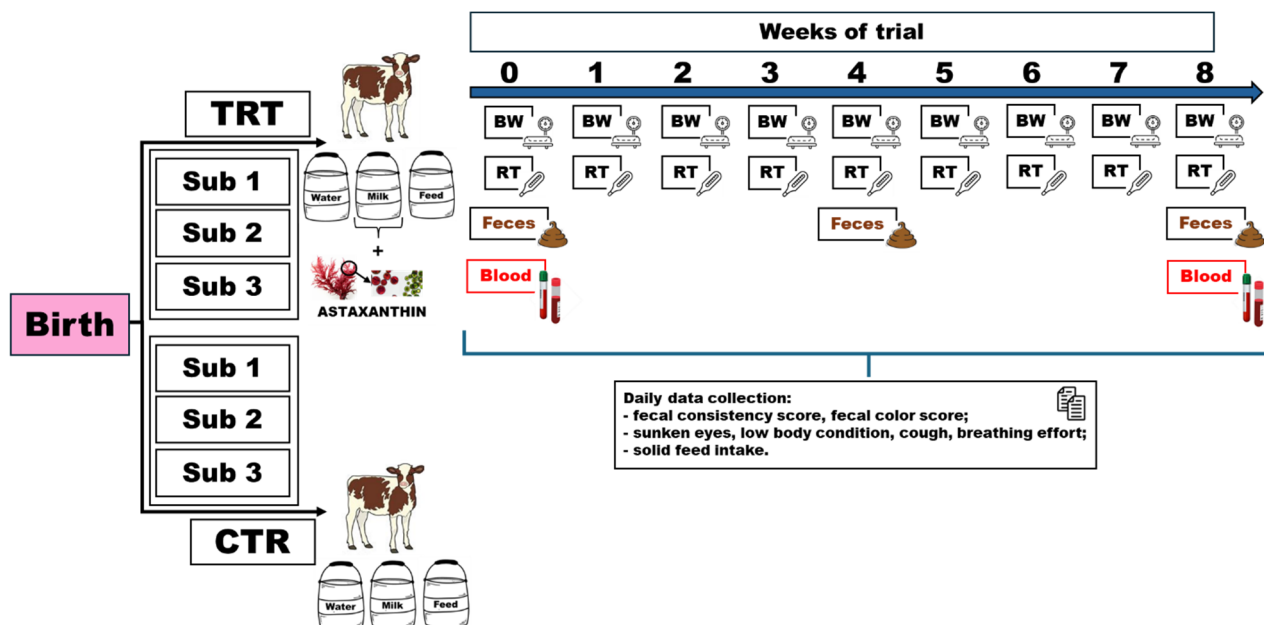 Weeks of trial
0 1 2 3 4 5 6 7 8
BW BW BW BW BW BW BW BW BW
RT RT RT RT RT RT RT RT RT
Feces Feces Feces
Blood Blood
TRT
Sub 1
Sub 2
Sub 3
Water Milk Feed
+
ASTAXANTHIN
Birth
Sub 1
Sub 2
Sub 3
CTR
Water Milk Feed
Daily data collection:
- fecal consistency score, fecal color score;
- sunken eyes, low body condition, cough, breathing effort;
- solid feed intake.